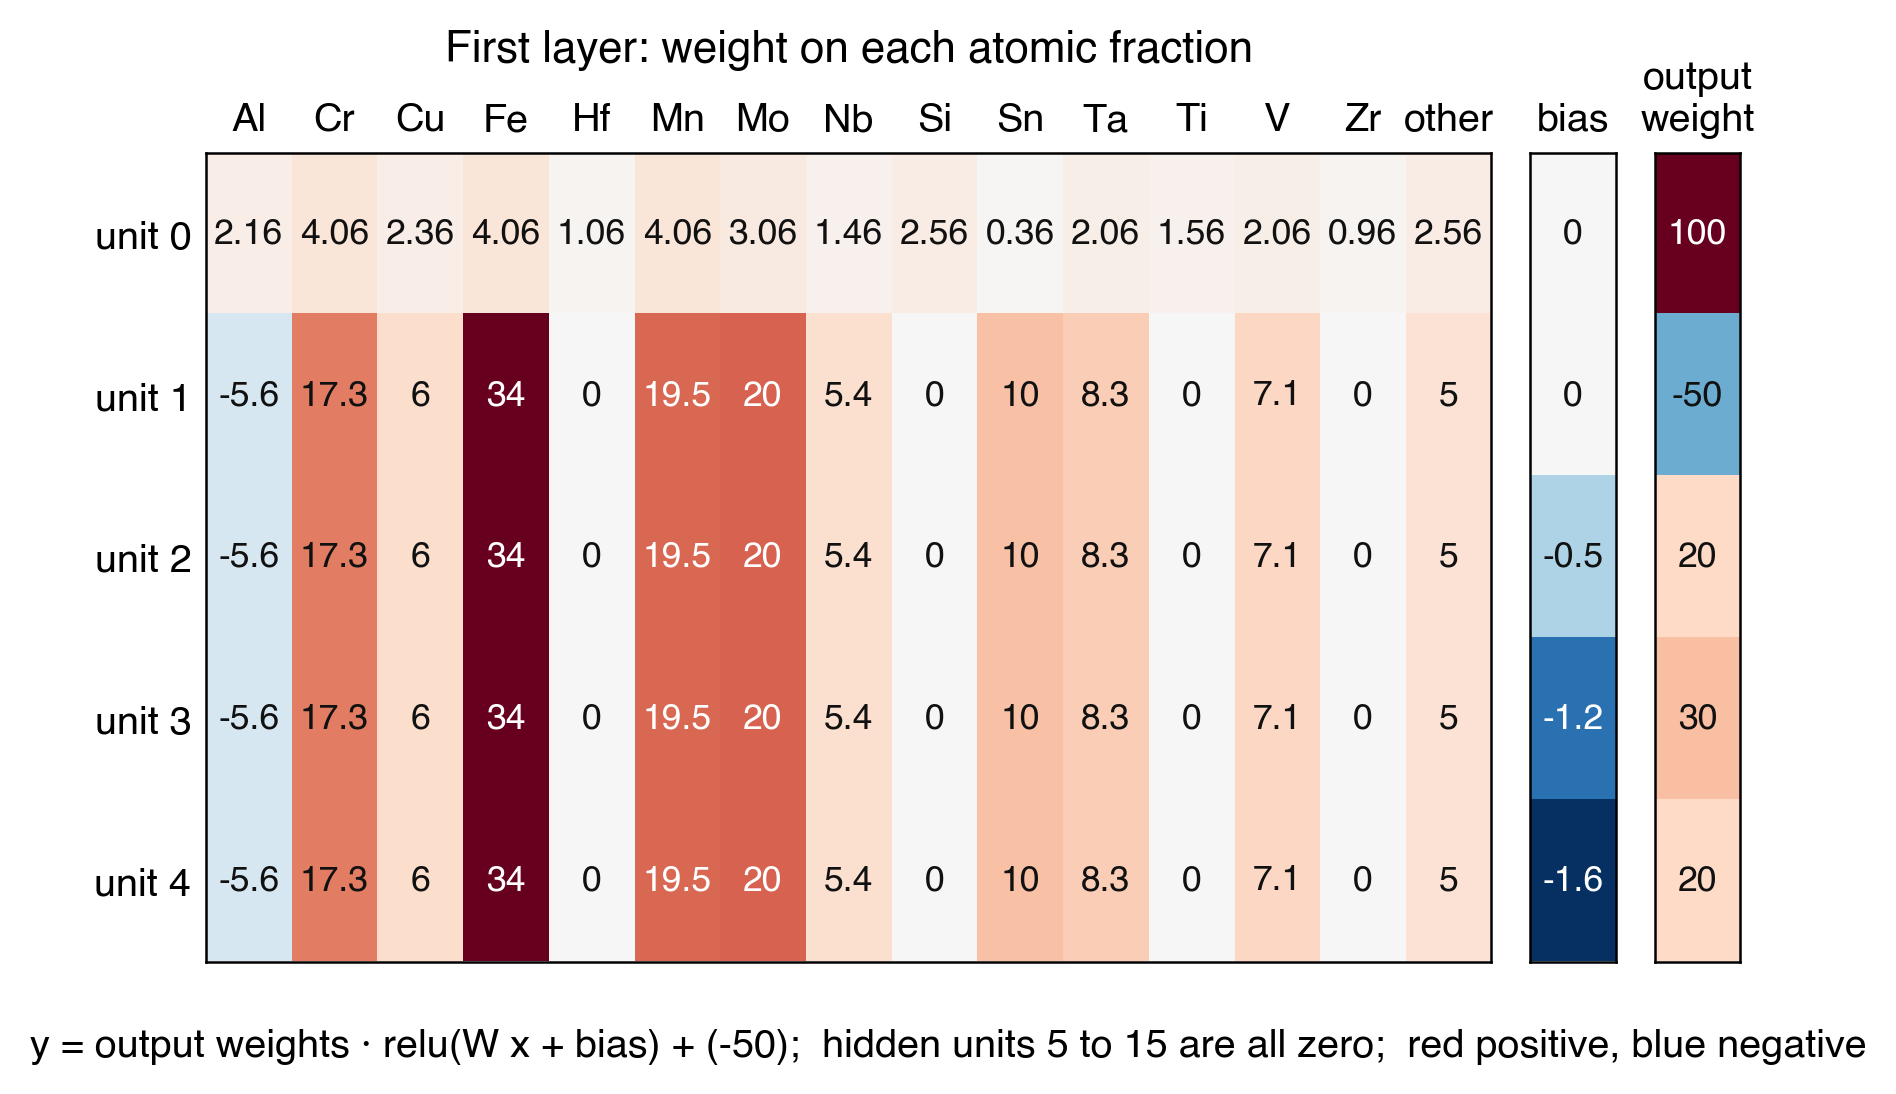 First layer: weight on each atomic fraction
output
weight
Al Cr Cu Fe Hf Mn Mo Nb Si Sn Ta Ti V Zr other bias
unit 0 2.16 4.06 2.36 4.06 1.06 4.06 3.06 1.46 2.56 0.36 2.06 1.56 2.06 0.96 2.56 0 100
unit 1 -5.6 17.3 6 34 0 19.5 20 5.4 0 10 8.3 0 7.1 0 5 0 -50
unit 2 -5.6 17.3 6 34 0 19.5 20 5.4 0 10 8.3 0 7.1 0 5 -0.5 20
unit 3 -5.6 17.3 6 34 0 19.5 20 5.4 0 10 8.3 0 7.1 0 5 -1.2 30
unit 4 -5.6 17.3 6 34 0 19.5 20 5.4 0 10 8.3 0 7.1 0 5 -1.6 20
y = output weights · relu(W x + bias) + (-50); hidden units 5 to 15 are all zero; red positive, blue negative